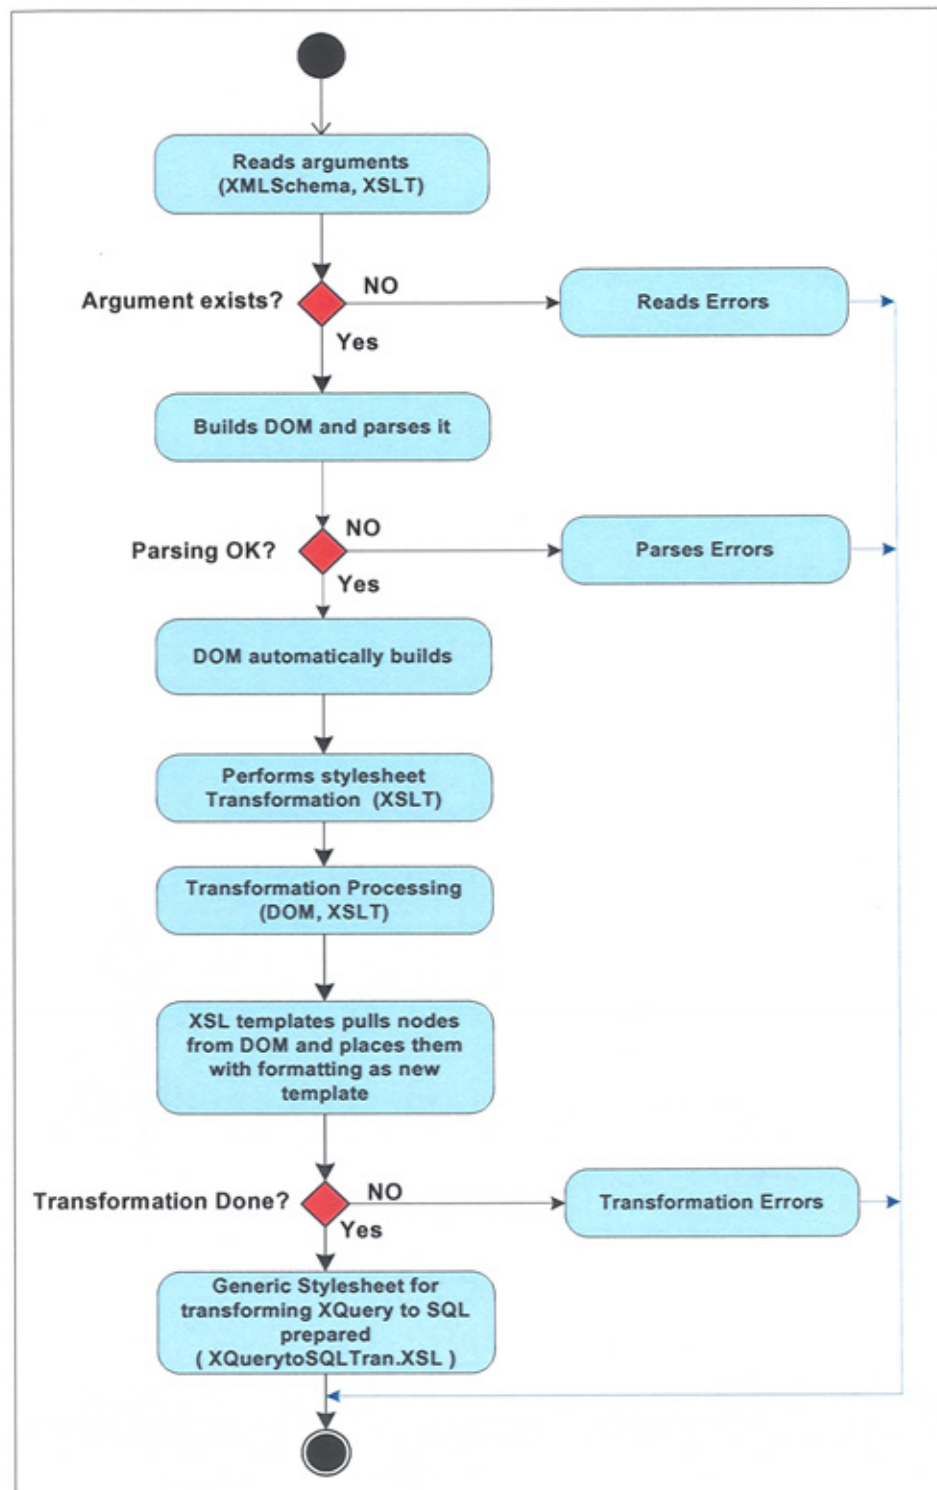 Reads arguments
(XMLSchema, XSLT)
Argument exists?
NO
Reads Errors
Yes
Builds DOM and parses it
Parsing OK?
NO
Parses Errors
Yes
DOM automatically builds
Performs stylesheet
Transformation (XSLT)
Transformation Processing
(DOM, XSLT)
XSL templates pulls nodes
from DOM and places them
with formatting as new
template
Transformation Done?
NO
Transformation Errors
Yes
Generic Stylesheet for
transforming XQuery to SQL
prepared
( XQuerytoSQLTran.XSL )